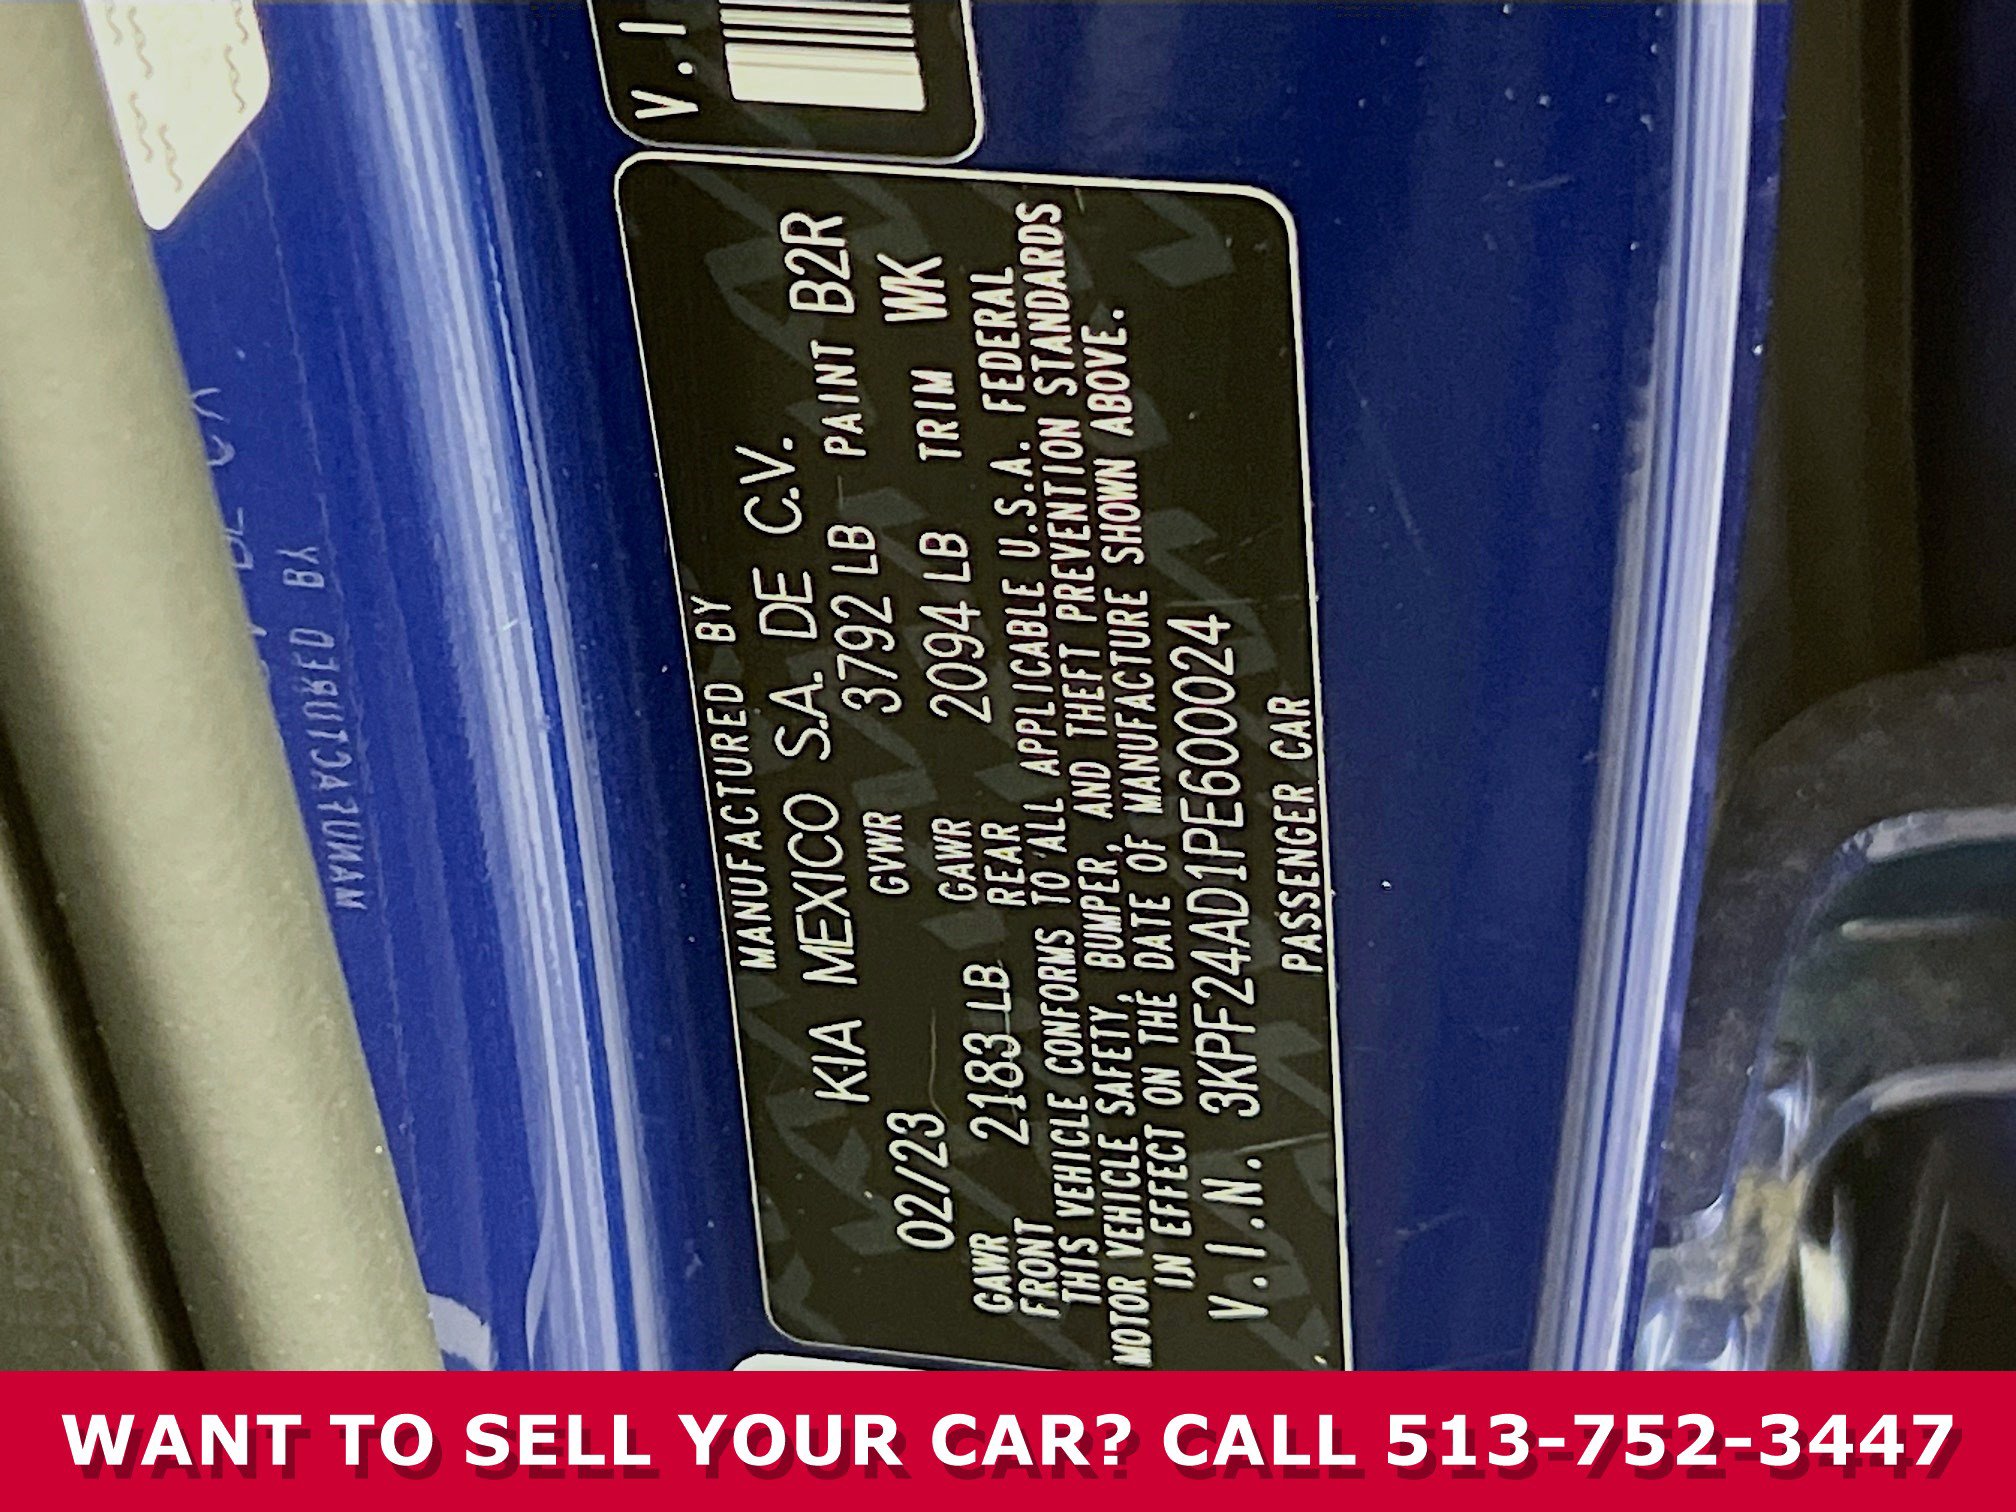 V.I
MANUFACTURED BY
KIA MEXICO S.A. DE C.V.
02/23 GVWR 3792 LB PAINT B2R
GAWR FRONT 2183 LB GAWR REAR 2094 LB TRIM WK
THIS VEHICLE CONFORMS TO ALL APPLICABLE U.S.A. FEDERAL
MOTOR VEHICLE SAFETY, BUMPER, AND THEFT PREVENTION STANDARDS
IN EFFECT ON THE DATE OF MANUFACTURE SHOWN ABOVE.
V.I.N. 3KPF24AD1PE600024
PASSENGER CAR
MANUFACTURED BY
WANT TO SELL YOUR CAR? CALL 513-752-3447